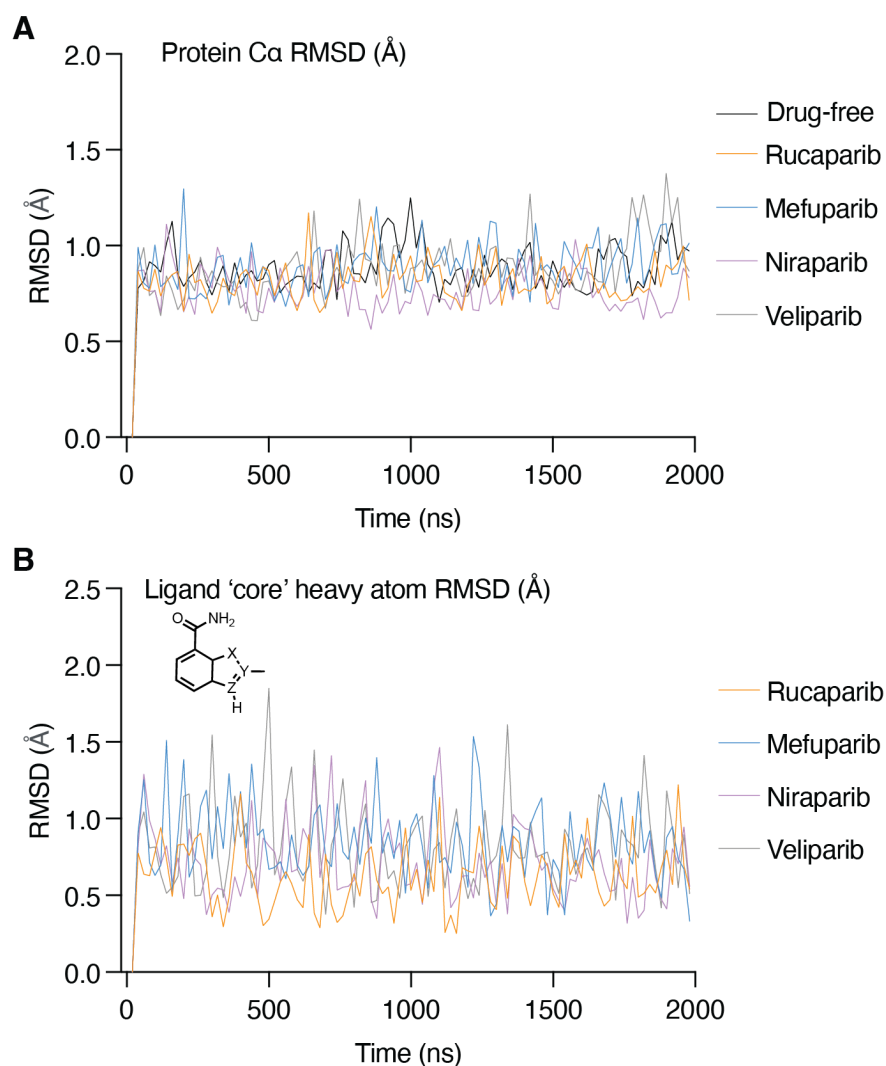 A
Protein Cα RMSD (Å)
2.0
1.5
1.0
0.5
0.0
RMSD (Å)
0
500
1000
1500
2000
Time (ns)
Drug-free
Rucaparib
Mefuparib
Niraparib
Veliparib
B
Ligand ‘core’ heavy atom RMSD (Å)
2.5
2.0
1.5
1.0
0.5
0.0
RMSD (Å)
O
NH₂
X
Y
Z
H
0
500
1000
1500
2000
Time (ns)
Rucaparib
Mefuparib
Niraparib
Veliparib